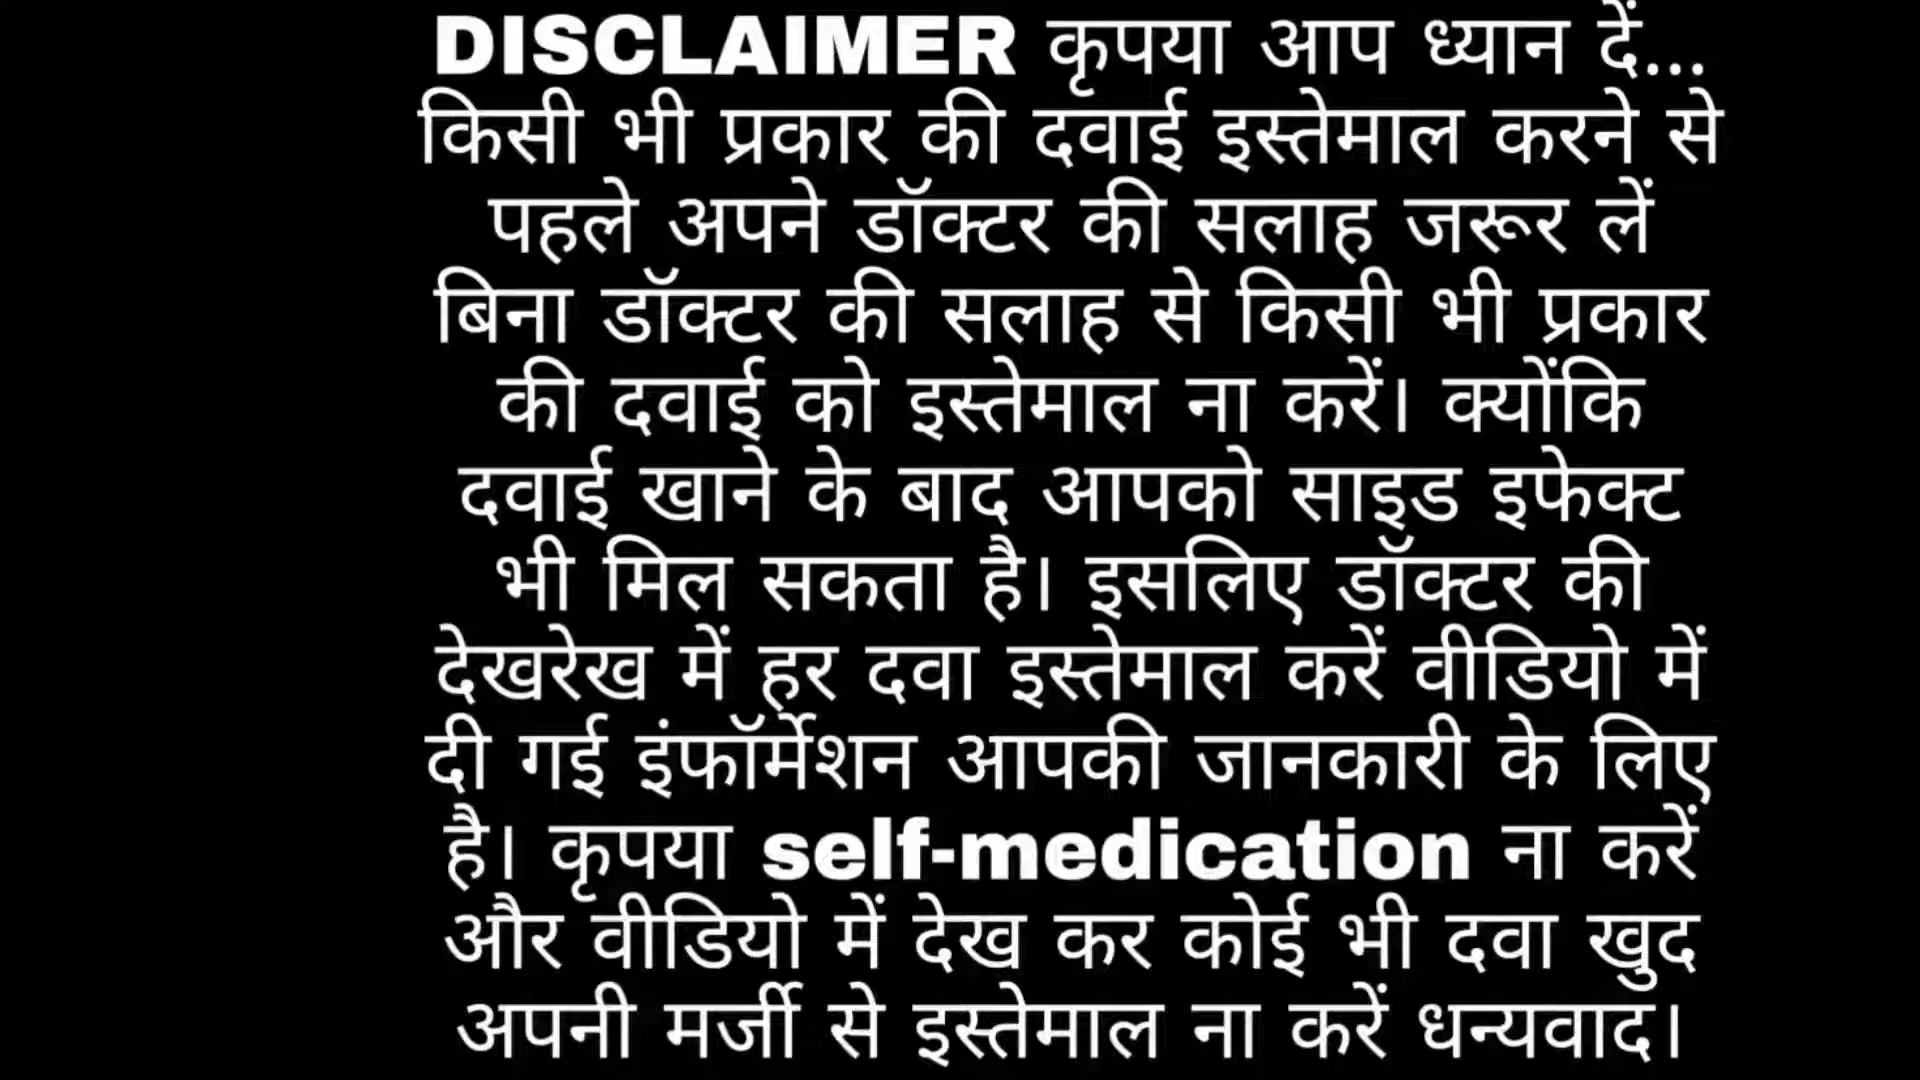 DISCLAIMER कृपया आप ध्यान दें...
किसी भी प्रकार की दवाई इस्तेमाल करने से
पहले अपने डॉक्टर की सलाह जरूर लें
बिना डॉक्टर की सलाह से किसी भी प्रकार
की दवाई को इस्तेमाल ना करें। क्योंकि
दवाई खाने के बाद आपको साइड इफेक्ट
भी मिल सकता है। इसलिए डॉक्टर की
देखरेख में हर दवा इस्तेमाल करें वीडियो में
दी गई इंफॉर्मेशन आपकी जानकारी के लिए
है। कृपया self-medication ना करें
और वीडियो में देख कर कोई भी दवा खुद
अपनी मर्जी से इस्तेमाल ना करें धन्यवाद।